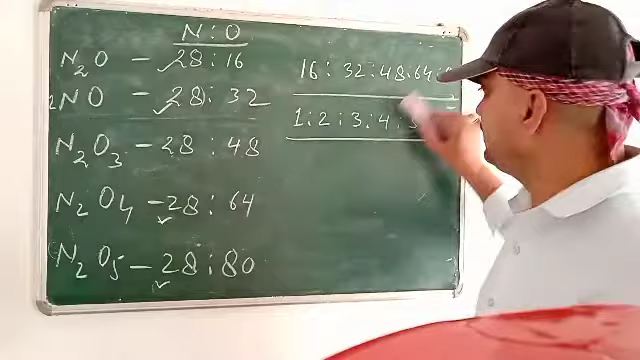 N : O
N₂O — 28 : 16
2NO — 28 : 32
N₂O₃ — 28 : 48
N₂O₄ — 28 : 64
N₂O₅ — 28 : 80
16 : 32 : 48 : 64 :
1 : 2 : 3 : 4 :